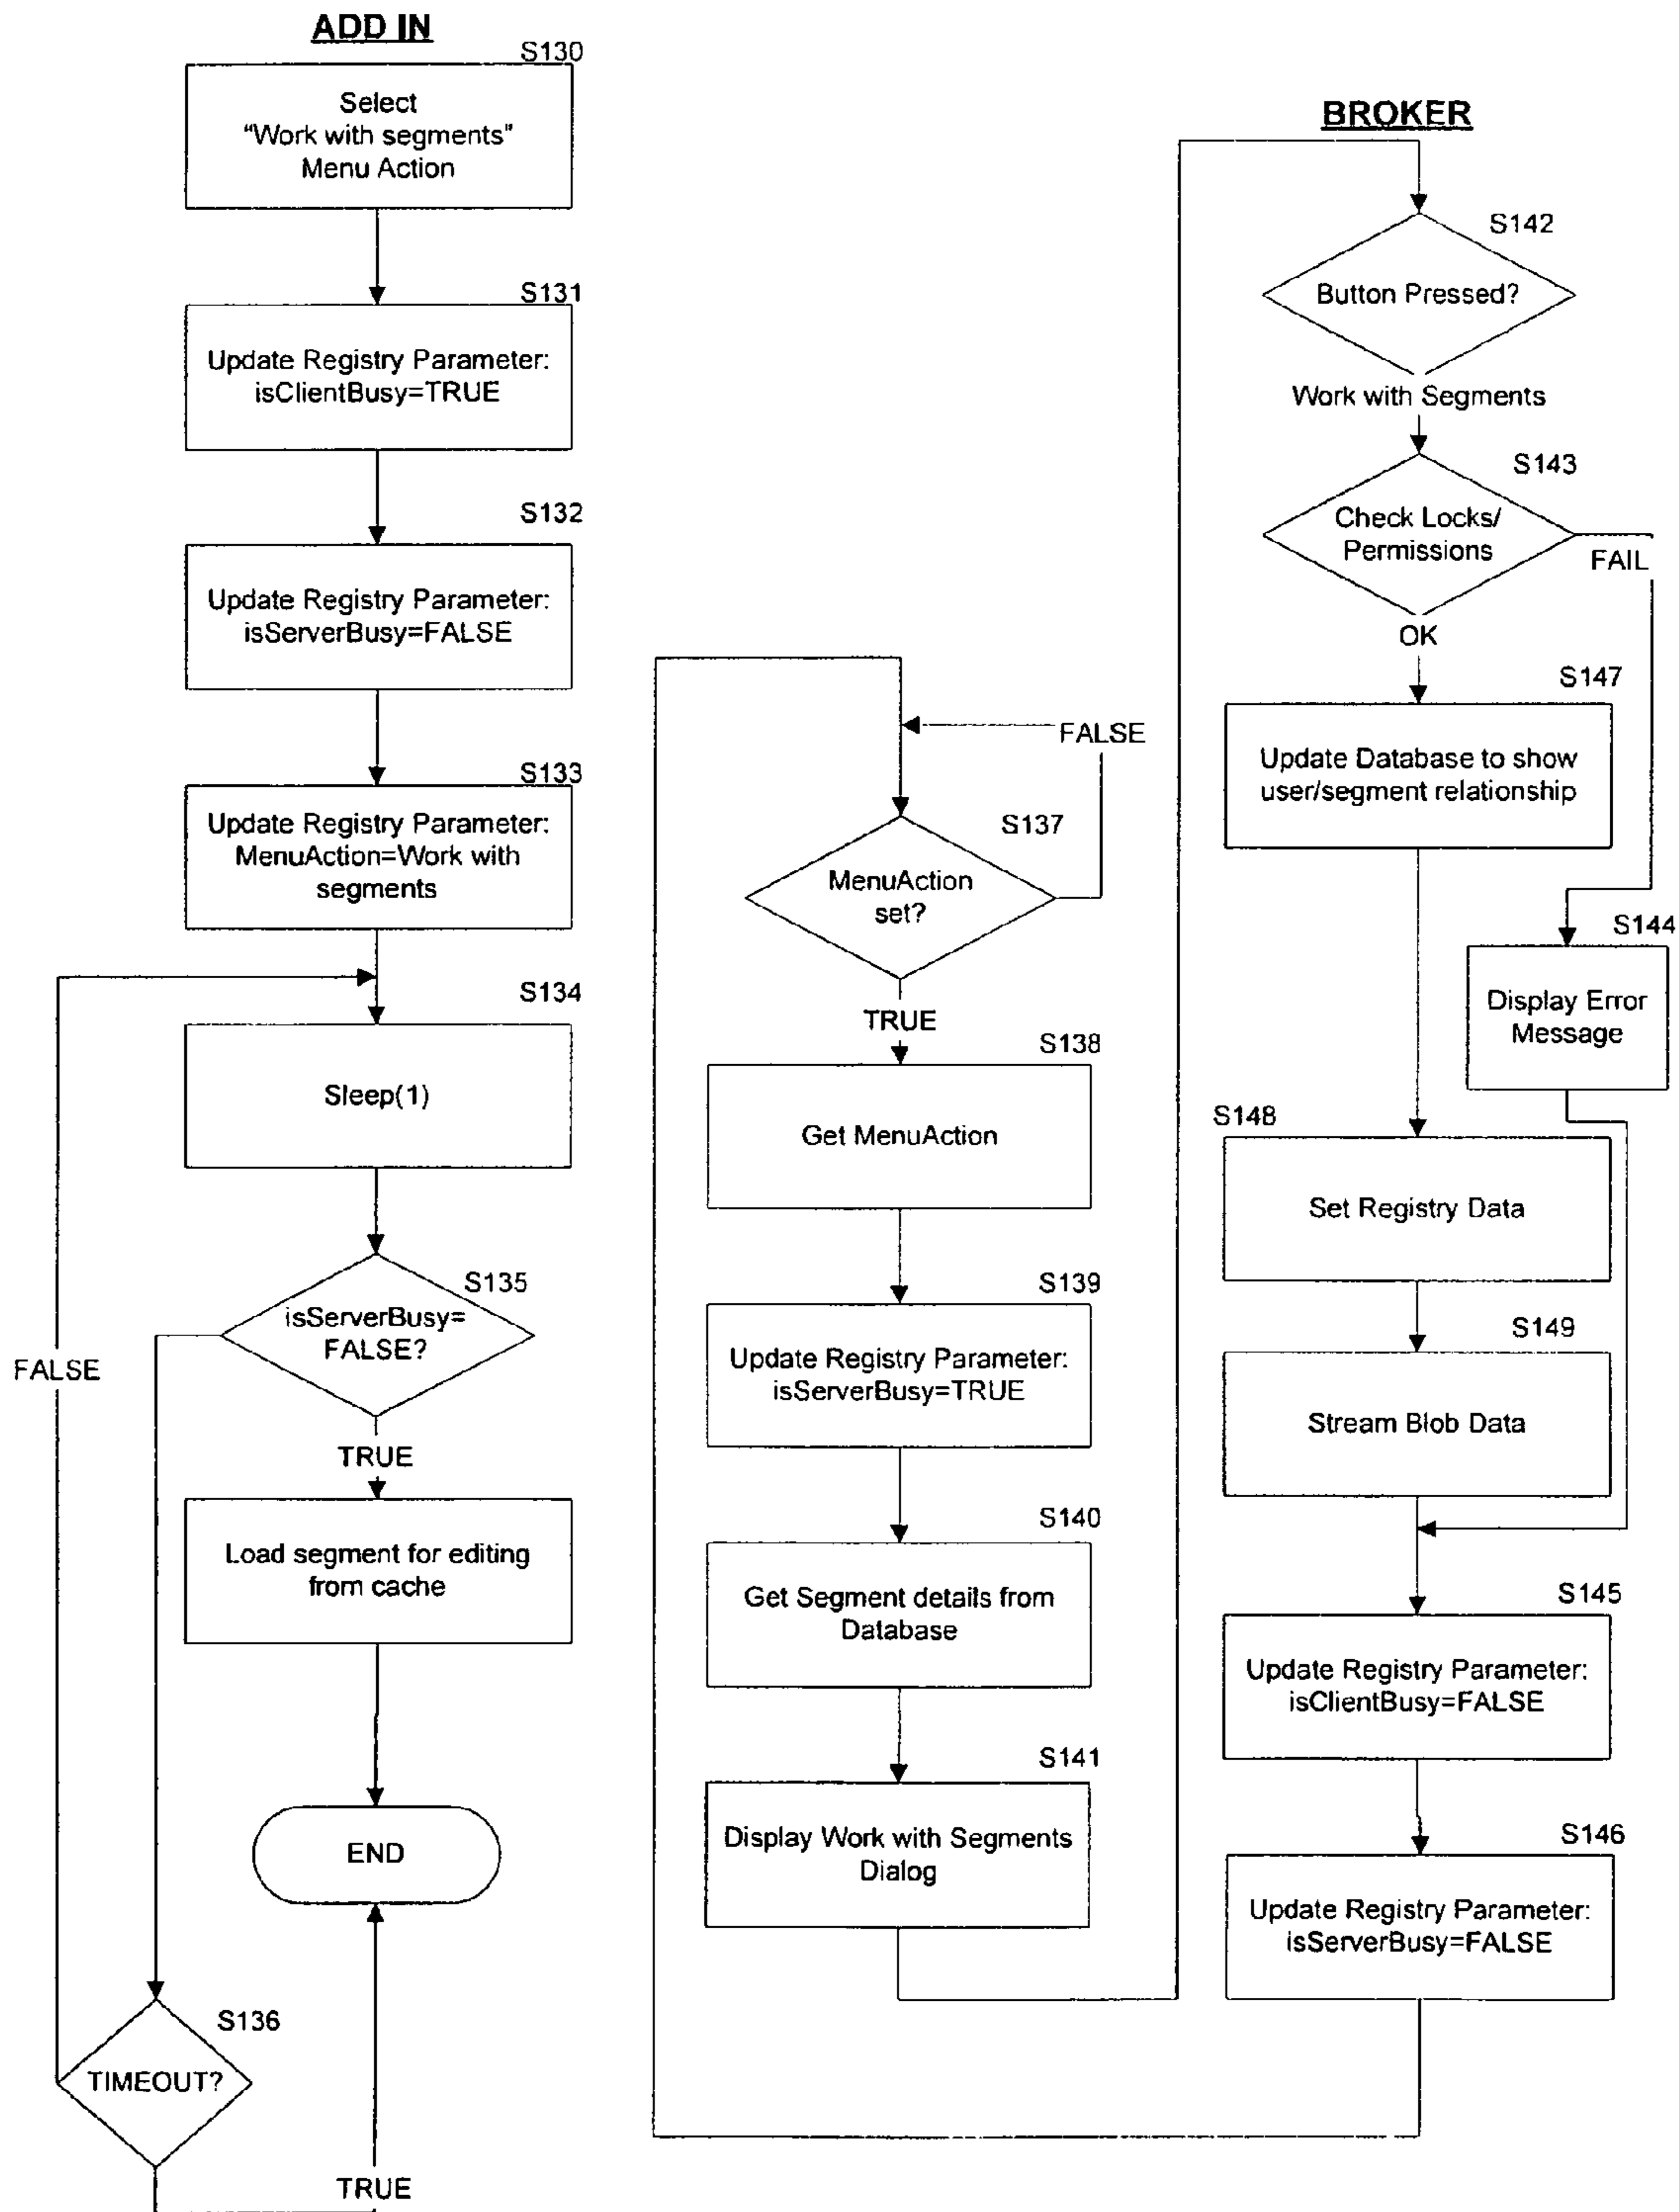 ADD IN
S130
Select
“Work with segments”
Menu Action
S131
Update Registry Parameter:
isClientBusy=TRUE
S132
Update Registry Parameter:
isServerBusy=FALSE
S133
Update Registry Parameter:
MenuAction=Work with
segments
S134
Sleep(1)
S135
isServerBusy=
FALSE?
FALSE
TRUE
Load segment for editing
from cache
END
S136
TIMEOUT?
TRUE
BROKER
FALSE
S137
MenuAction
set?
TRUE
S138
Get MenuAction
S139
Update Registry Parameter:
isServerBusy=TRUE
S140
Get Segment details from
Database
S141
Display Work with Segments
Dialog
S142
Button Pressed?
Work with Segments
S143
Check Locks/
Permissions
FAIL
OK
S147
Update Database to show
user/segment relationship
S144
Display Error
Message
S148
Set Registry Data
S149
Stream Blob Data
S145
Update Registry Parameter:
isClientBusy=FALSE
S146
Update Registry Parameter:
isServerBusy=FALSE